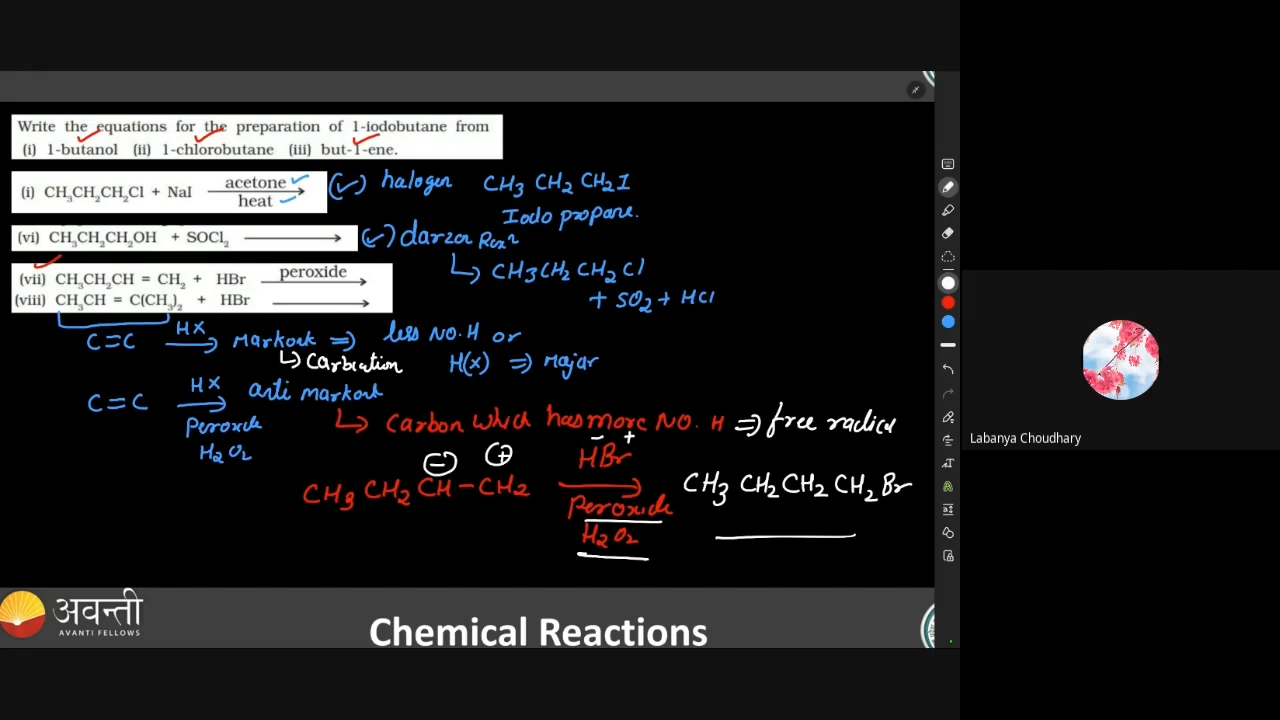 Write the equations for the preparation of 1-iodobutane from
(i) 1-butanol (ii) 1-chlorobutane (iii) but-1-ene.
(i) CH₃CH₂CH₂Cl + NaI acetone heat
halogen CH3 CH2 CH2 I
Iodo propane.
(vi) CH₃CH₂CH₂OH + SOCl₂
darzon Rexn
CH3CH2CH2Cl
+ SO2 + HCl
(vii) CH₃CH₂CH = CH₂ + HBr peroxide
(viii) CH₃CH = C(CH₃)₂ + HBr
C=C HX markovk ⇒ less NO. H or
Carbcation H(x) ⇒ major
C=C HX anti markovk
Peroxide
H2O2
Carbon which has more NO. H ⇒ free radical
CH3 CH2 CH - CH2 HBr CH3 CH2 CH2 CH2 Br
− +
− +
Peroxide
H2O2
Labanya Choudhary
अवन्ती
AVANTI FELLOWS
Chemical Reactions